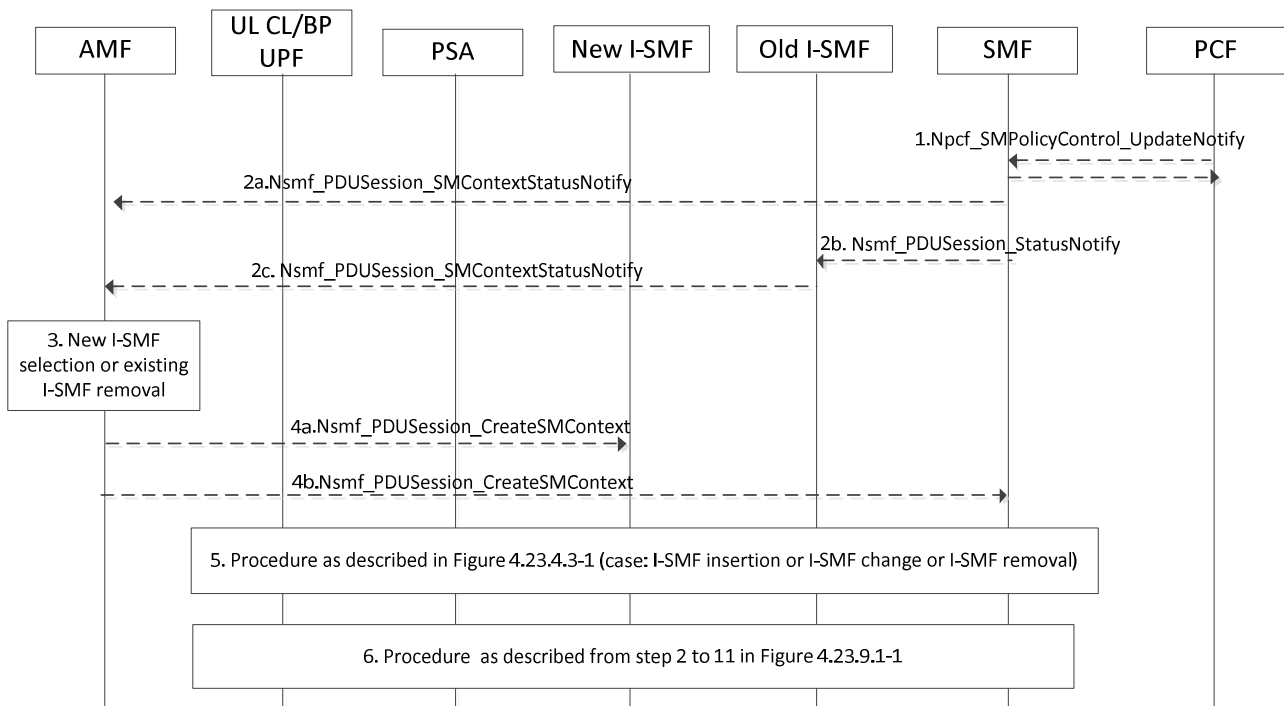 AMF
UL CL/BP
UPF
PSA
New I-SMF
Old I-SMF
SMF
PCF
1.Npcf_SMPolicyControl_UpdateNotify
2a.Nsmf_PDUSession_SMContextStatusNotify
2b. Nsmf_PDUSession_StatusNotify
2c. Nsmf_PDUSession_SMContextStatusNotify
3. New I-SMF
selection or existing
I-SMF removal
4a.Nsmf_PDUSession_CreateSMContext
4b.Nsmf_PDUSession_CreateSMContext
5. Procedure as described in Figure 4.23.4.3-1 (case: I-SMF insertion or I-SMF change or I-SMF removal)
6. Procedure as described from step 2 to 11 in Figure 4.23.9.1-1